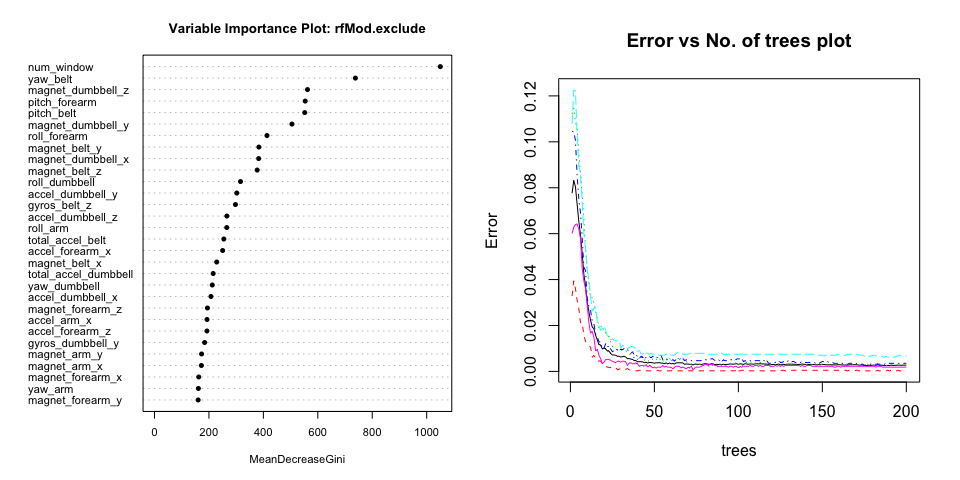 Variable Importance Plot: rfMod.exclude
num_window
yaw_belt
magnet_dumbbell_z
pitch_forearm
pitch_belt
magnet_dumbbell_y
roll_forearm
magnet_belt_y
magnet_dumbbell_x
magnet_belt_z
roll_dumbbell
accel_dumbbell_y
gyros_belt_z
accel_dumbbell_z
roll_arm
total_accel_belt
accel_forearm_x
magnet_belt_x
total_accel_dumbbell
yaw_dumbbell
accel_dumbbell_x
magnet_forearm_z
accel_arm_x
accel_forearm_z
gyros_dumbbell_y
magnet_arm_y
magnet_arm_x
magnet_forearm_x
yaw_arm
magnet_forearm_y
0 200 400 600 800 1000
MeanDecreaseGini
Error vs No. of trees plot
Error
0.12
0.10
0.08
0.06
0.04
0.02
0.00
0 50 100 150 200
trees